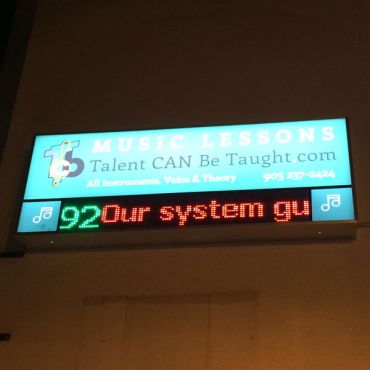 MUSIC LESSONS
Talent CAN Be Taught.com
All Instruments, Voice & Theory 905 237-2424
92Our system gu